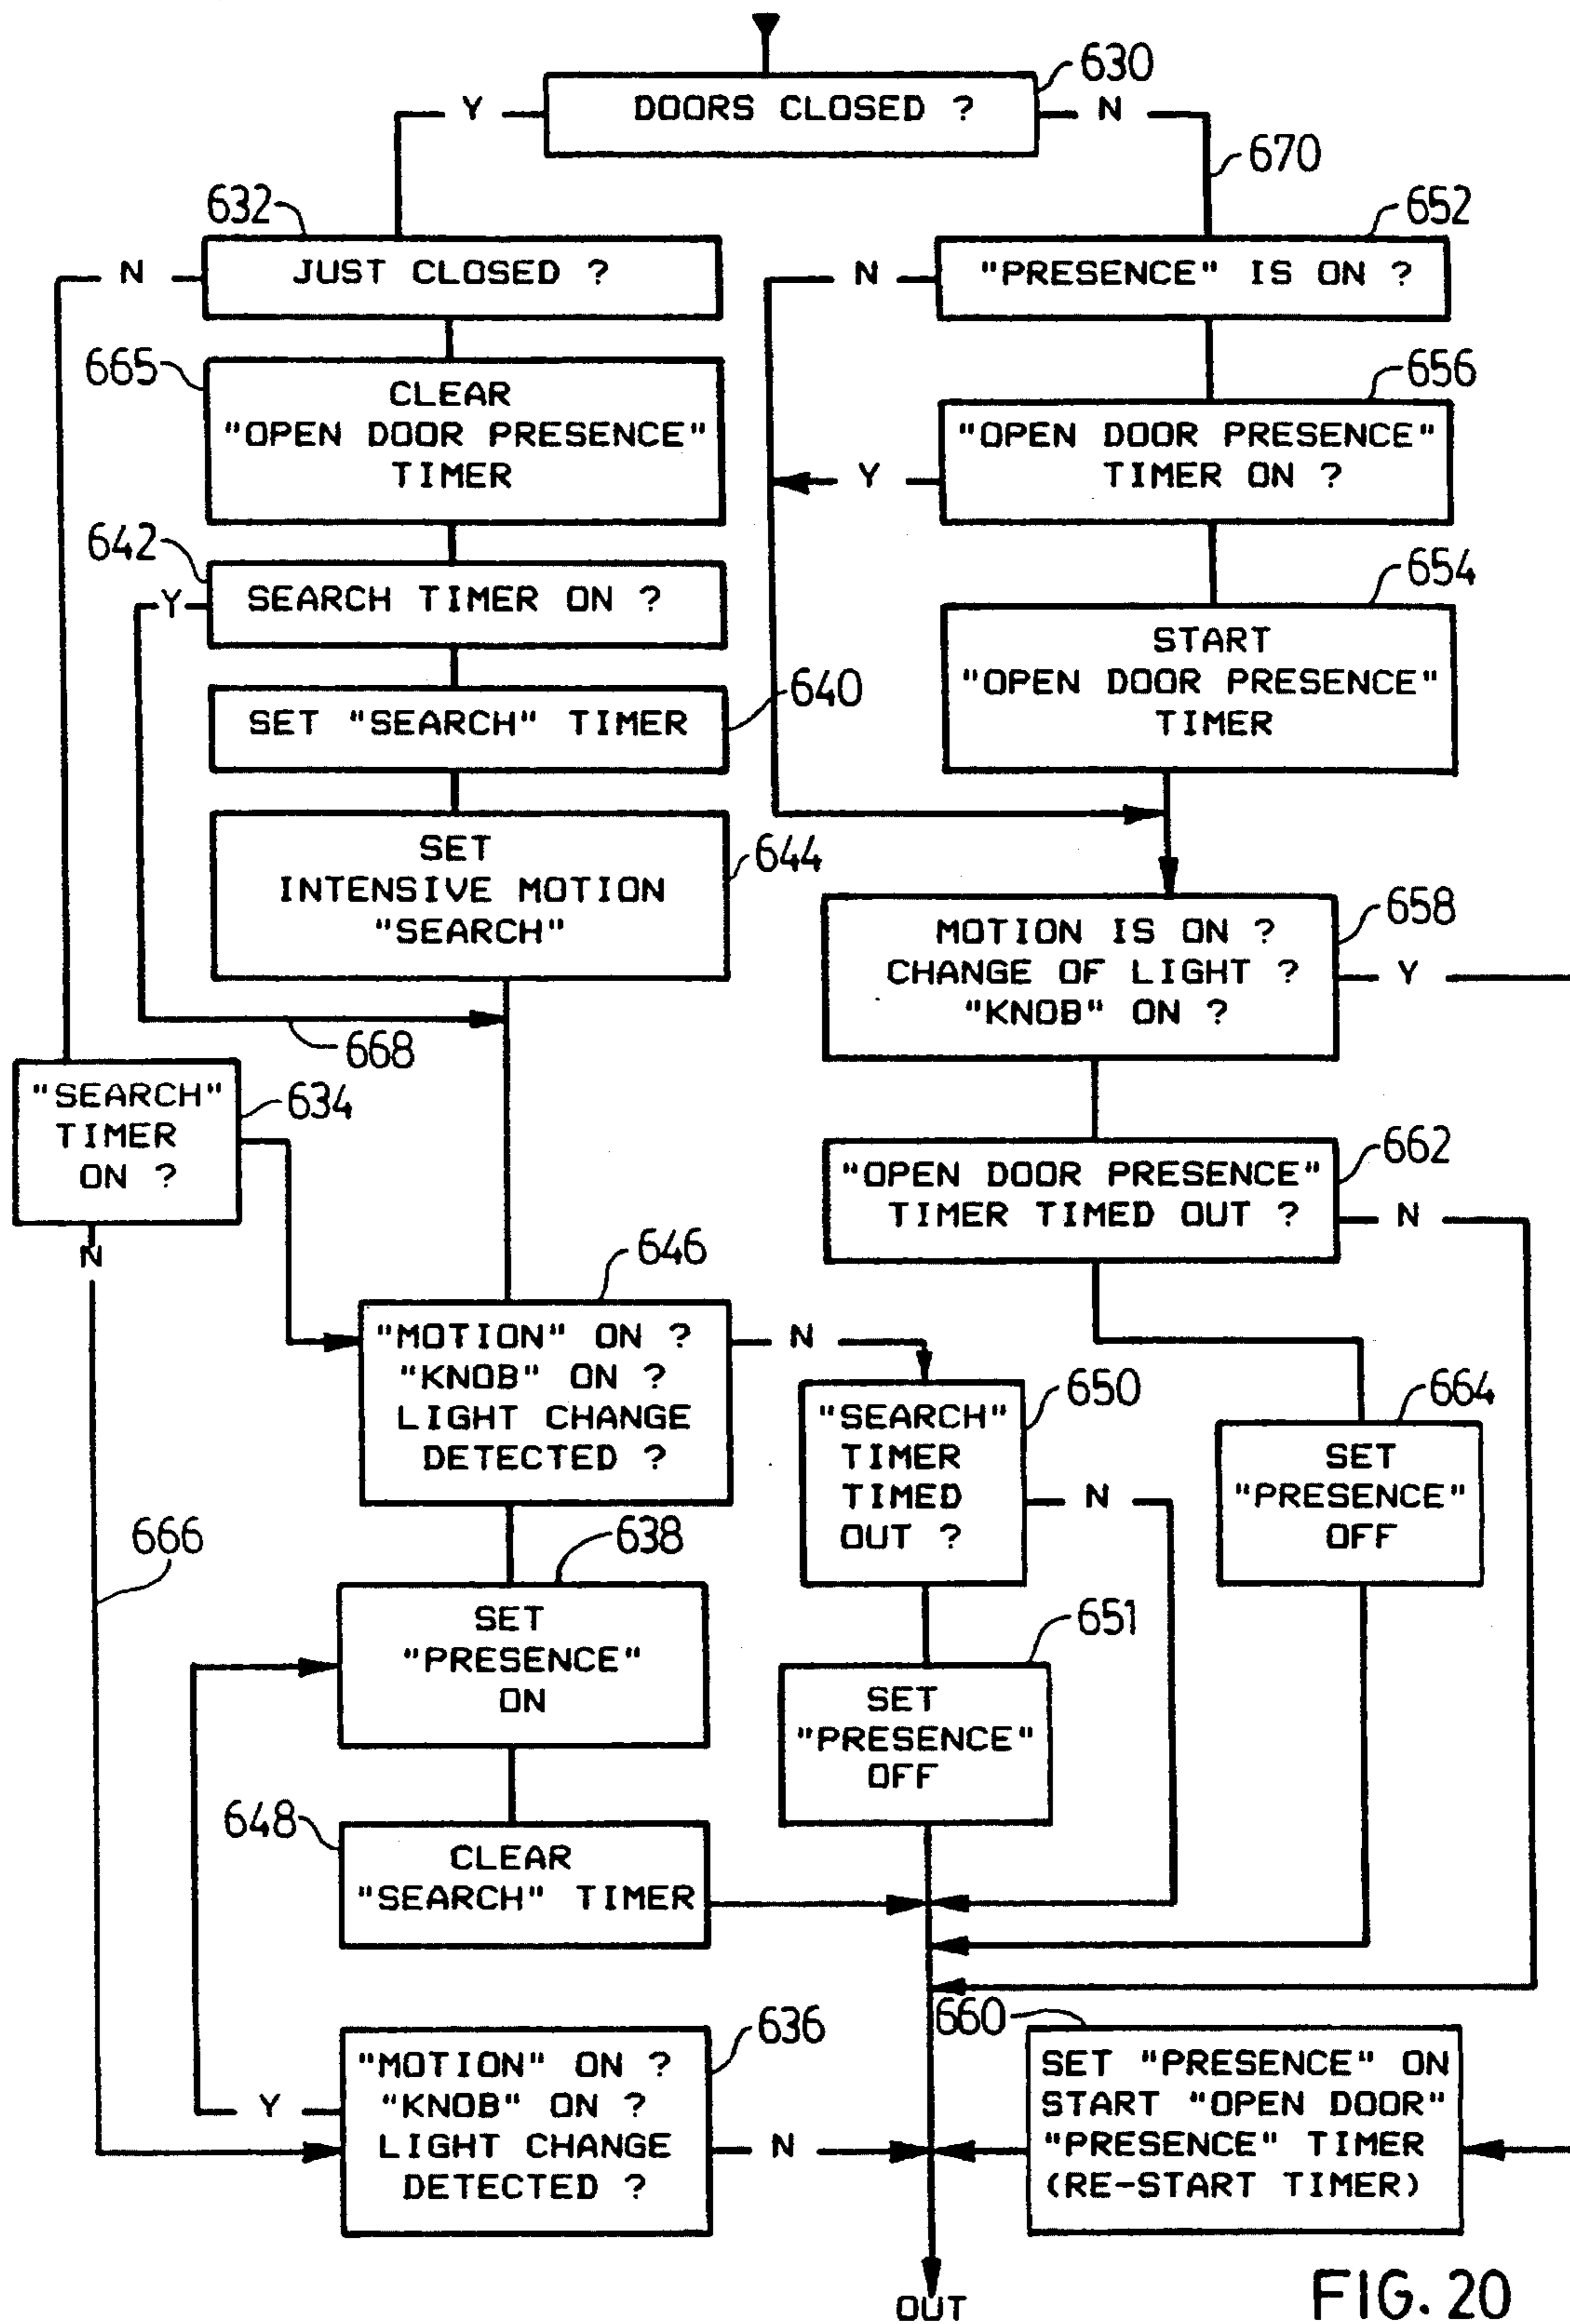 630
DOORS CLOSED ?
Y
N
670
632
JUST CLOSED ?
N
652
"PRESENCE" IS ON ?
N
665
CLEAR
"OPEN DOOR PRESENCE"
TIMER
656
"OPEN DOOR PRESENCE"
TIMER ON ?
Y
642
SEARCH TIMER ON ?
Y
654
START
"OPEN DOOR PRESENCE"
TIMER
SET "SEARCH" TIMER
640
SET
INTENSIVE MOTION
"SEARCH"
644
668
658
MOTION IS ON ?
CHANGE OF LIGHT ?
"KNOB" ON ?
Y
"SEARCH"
TIMER
ON ?
634
N
662
"OPEN DOOR PRESENCE"
TIMER TIMED OUT ?
N
646
"MOTION" ON ?
"KNOB" ON ?
LIGHT CHANGE
DETECTED ?
N
650
"SEARCH"
TIMER
TIMED
OUT ?
N
664
SET
"PRESENCE"
OFF
666
638
SET
"PRESENCE"
ON
651
SET
"PRESENCE"
OFF
648
CLEAR
"SEARCH" TIMER
636
"MOTION" ON ?
"KNOB" ON ?
LIGHT CHANGE
DETECTED ?
Y
N
660
SET "PRESENCE" ON
START "OPEN DOOR"
"PRESENCE" TIMER
(RE-START TIMER)
OUT
FIG. 20